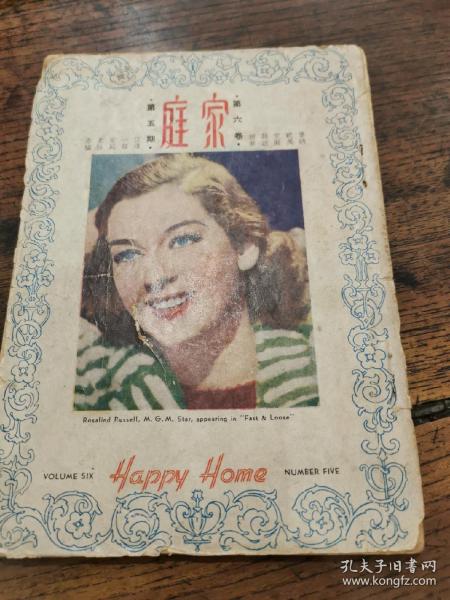 家庭
第六卷
第五期
Rosalind Russell, M. G. M. Star, appearing in "Fast & Loose"
VOLUME SIX
Happy Home
NUMBER FIVE
孔夫子旧书网
www.kongfz.com